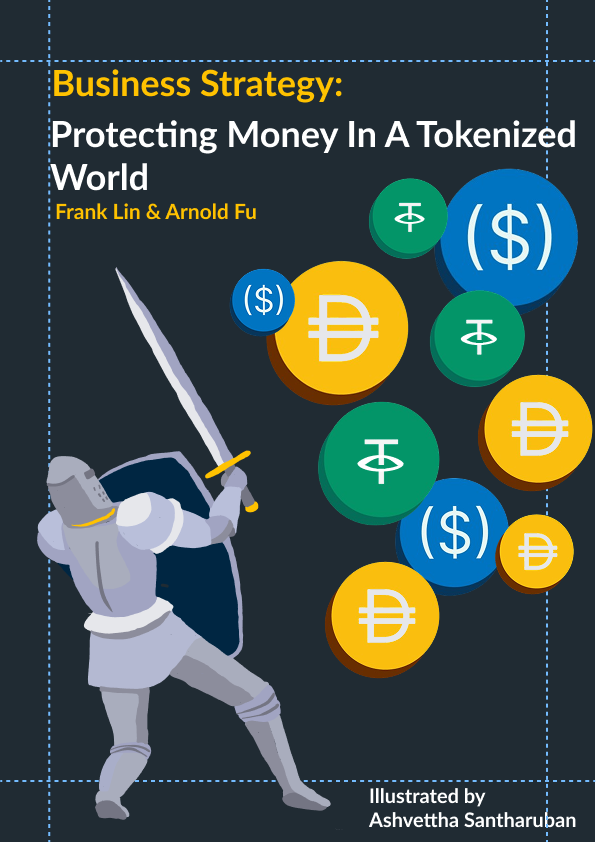 Business Strategy:
Protecting Money In A Tokenized
World
Frank Lin & Arnold Fu
($)
($)
($)
Illustrated by
Ashvettha Santharuban